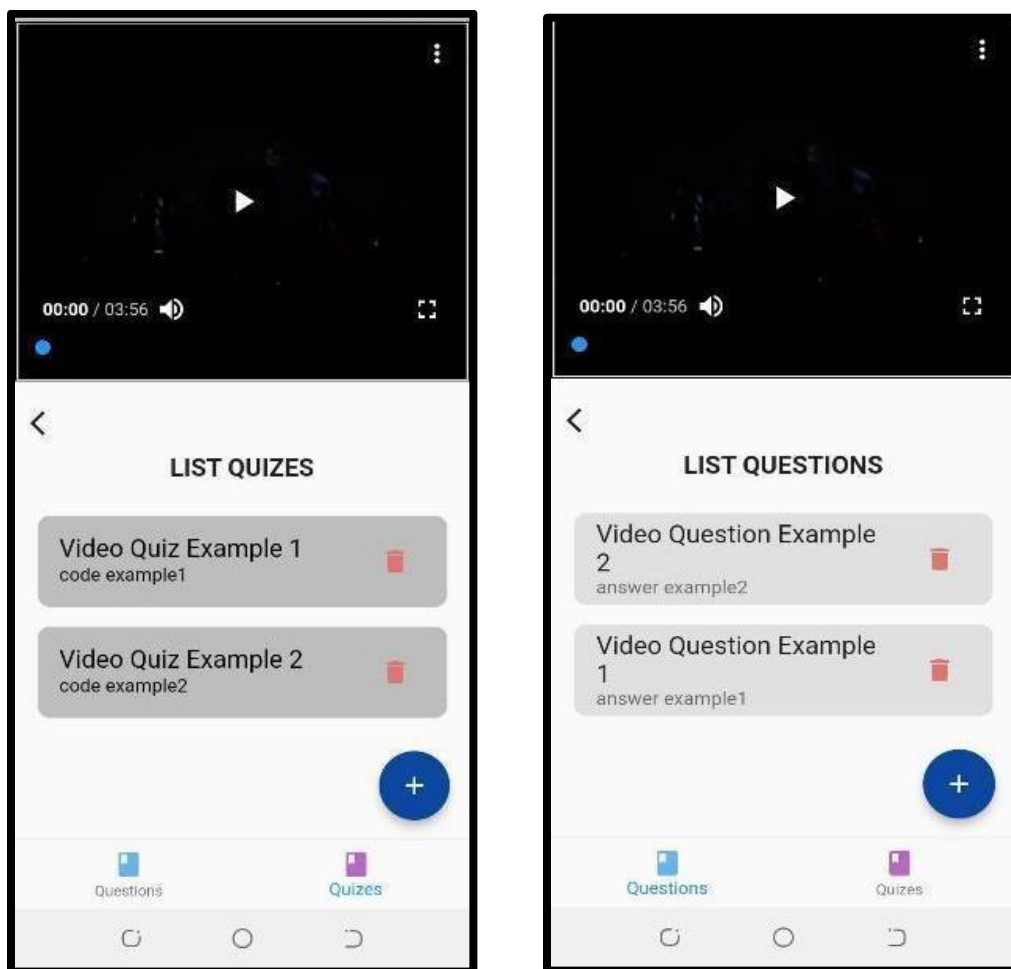 00:00 / 03:56
LIST QUIZES
Video Quiz Example 1
code example1
Video Quiz Example 2
code example2
+
Questions
Quizes
00:00 / 03:56
LIST QUESTIONS
Video Question Example
2
answer example2
Video Question Example
1
answer example1
+
Questions
Quizes